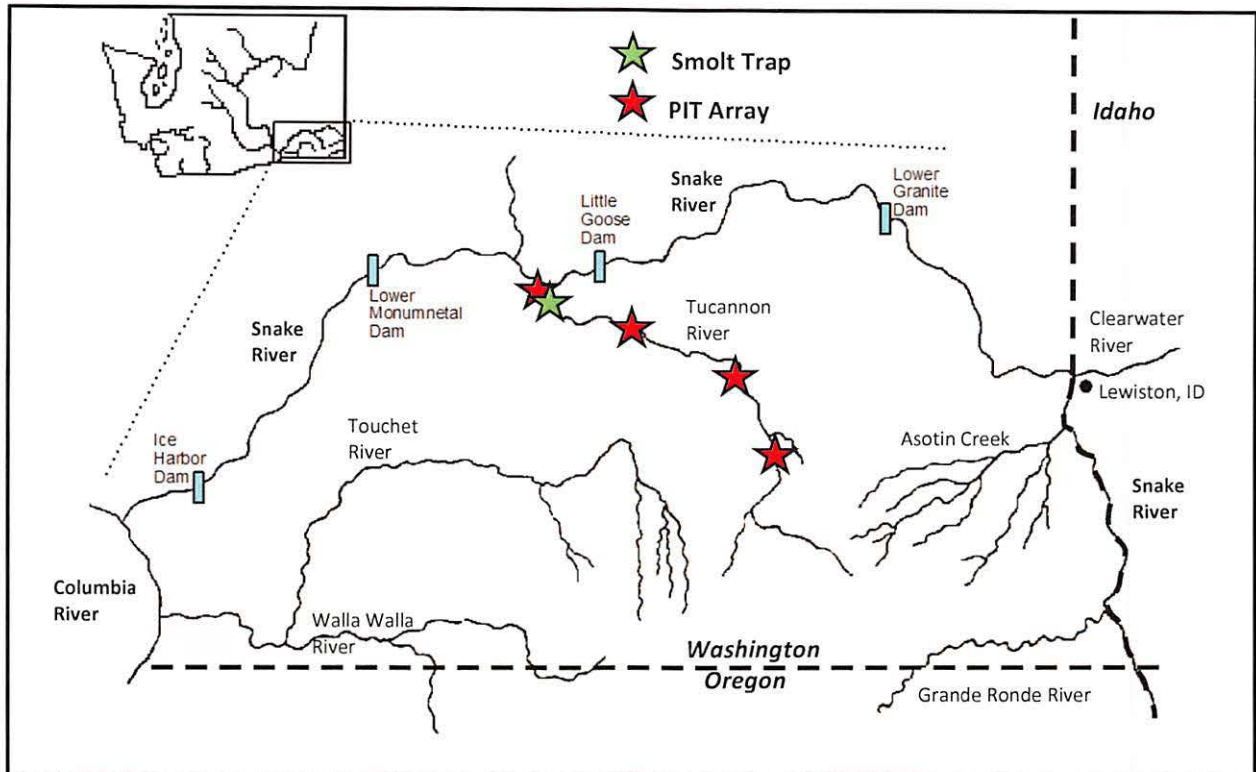 Smolt Trap
PIT Array
Idaho
Snake
River
Little
Goose
Dam
Lower
Granite
Dam
Lower
Monumnetal
Dam
Snake
River
Tucannon
River
Clearwater
River
Lewiston, ID
Touchet
River
Asotin Creek
Ice
Harbor
Dam
Snake
River
Columbia
River
Walla Walla
River
Washington
Oregon
Grande Ronde River